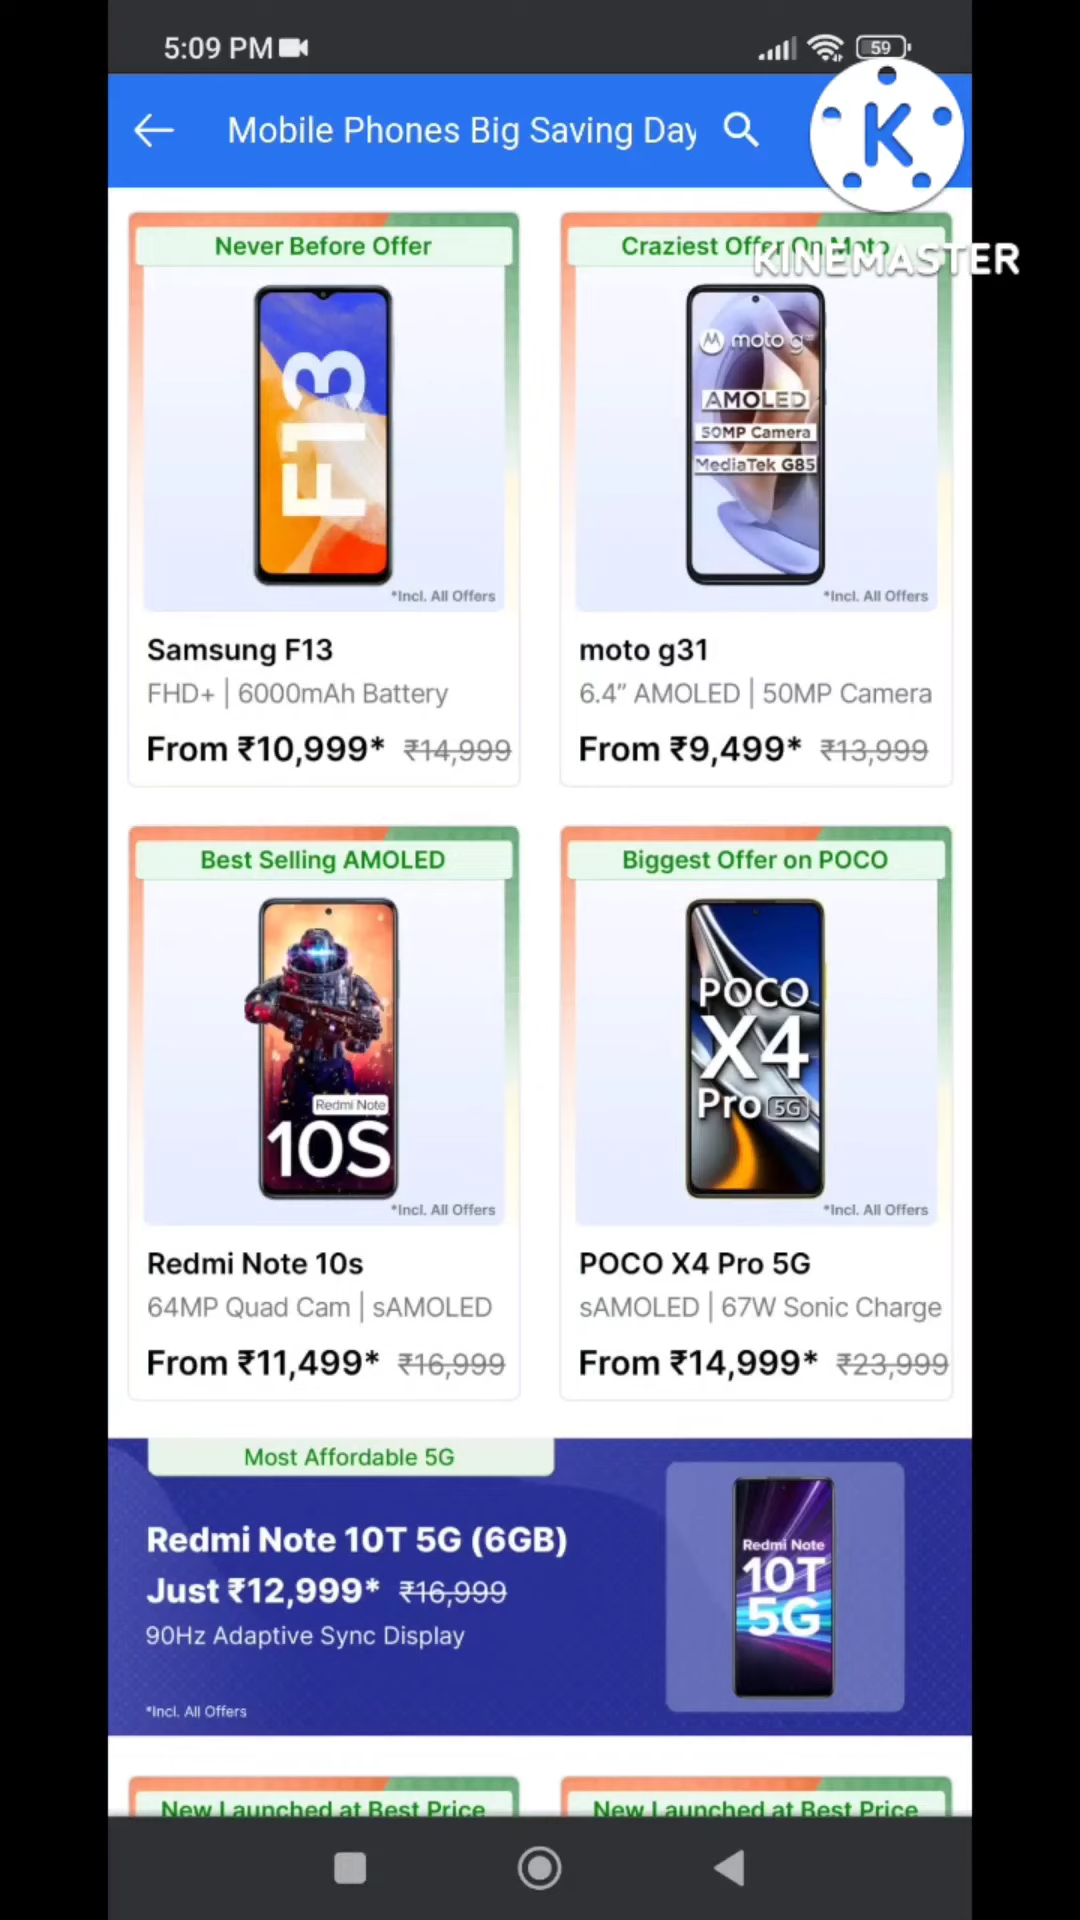 5:09 PM
59
Mobile Phones Big Saving Day
K
KINEMASTER
Never Before Offer
F13
*Incl. All Offers
Samsung F13
FHD+ | 6000mAh Battery
From ₹10,999* ₹14,999
Craziest Offer On Moto
moto g
AMOLED
50MP Camera
MediaTek G85
*Incl. All Offers
moto g31
6.4” AMOLED | 50MP Camera
From ₹9,499* ₹13,999
Best Selling AMOLED
Redmi Note
10S
*Incl. All Offers
Redmi Note 10s
64MP Quad Cam | sAMOLED
From ₹11,499* ₹16,999
Biggest Offer on POCO
POCO
X4
Pro 5G
*Incl. All Offers
POCO X4 Pro 5G
sAMOLED | 67W Sonic Charge
From ₹14,999* ₹23,999
Most Affordable 5G
Redmi Note 10T 5G (6GB)
Just ₹12,999* ₹16,999
90Hz Adaptive Sync Display
*Incl. All Offers
Redmi Note
10T
5G
New Launched at Best Price
New Launched at Best Price